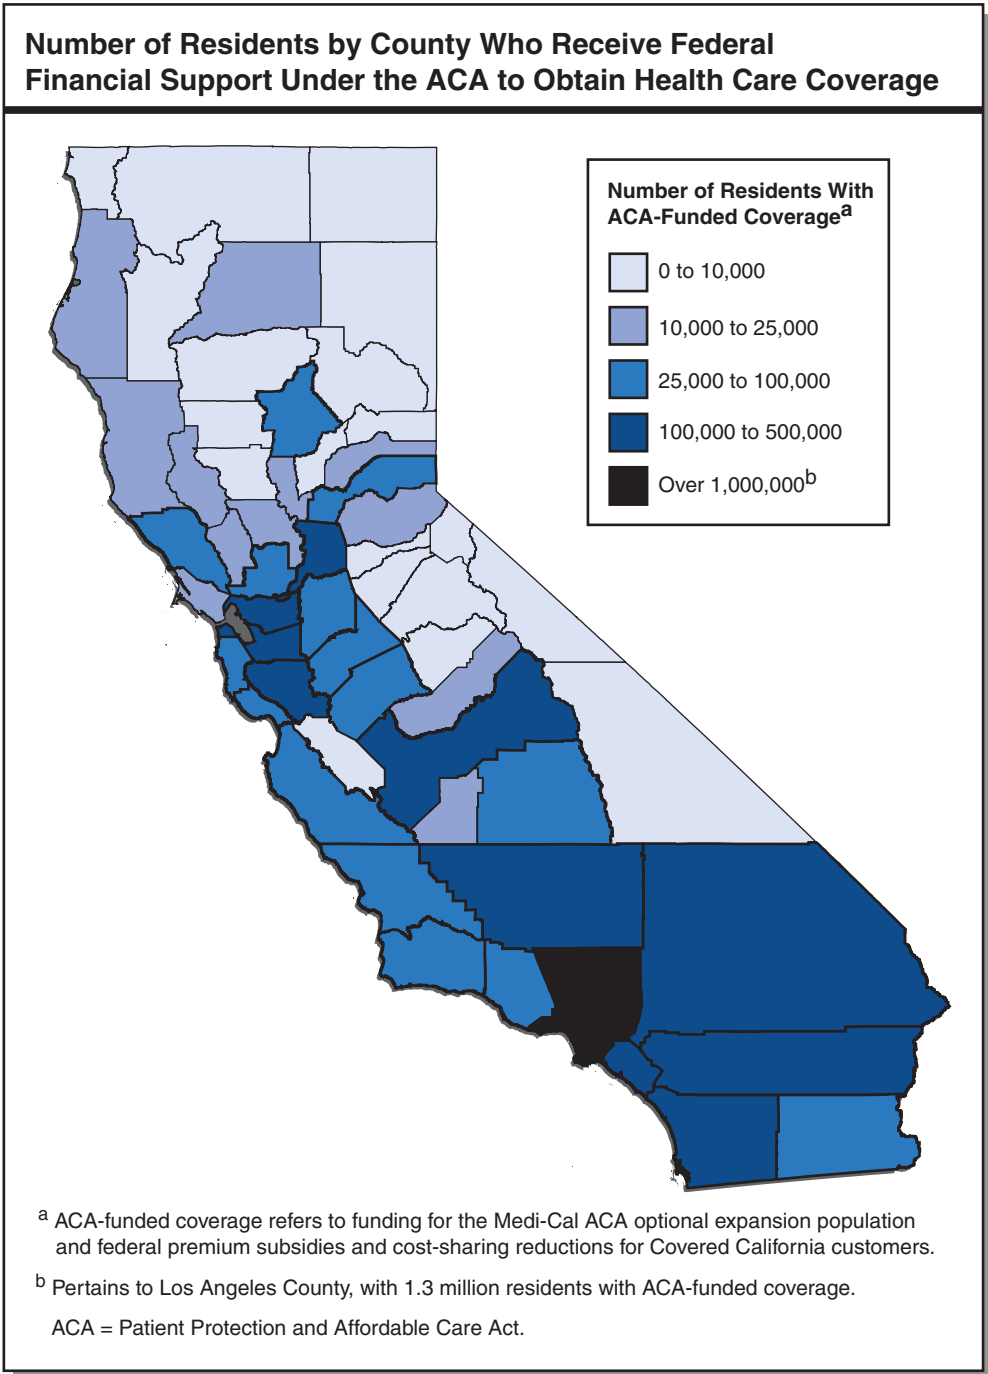 Number of Residents by County Who Receive Federal
Financial Support Under the ACA to Obtain Health Care Coverage
Number of Residents With
ACA-Funded Coverageᵃ
0 to 10,000
10,000 to 25,000
25,000 to 100,000
100,000 to 500,000
Over 1,000,000ᵇ
ᵃ ACA-funded coverage refers to funding for the Medi-Cal ACA optional expansion population
and federal premium subsidies and cost-sharing reductions for Covered California customers.
ᵇ Pertains to Los Angeles County, with 1.3 million residents with ACA-funded coverage.
ACA = Patient Protection and Affordable Care Act.